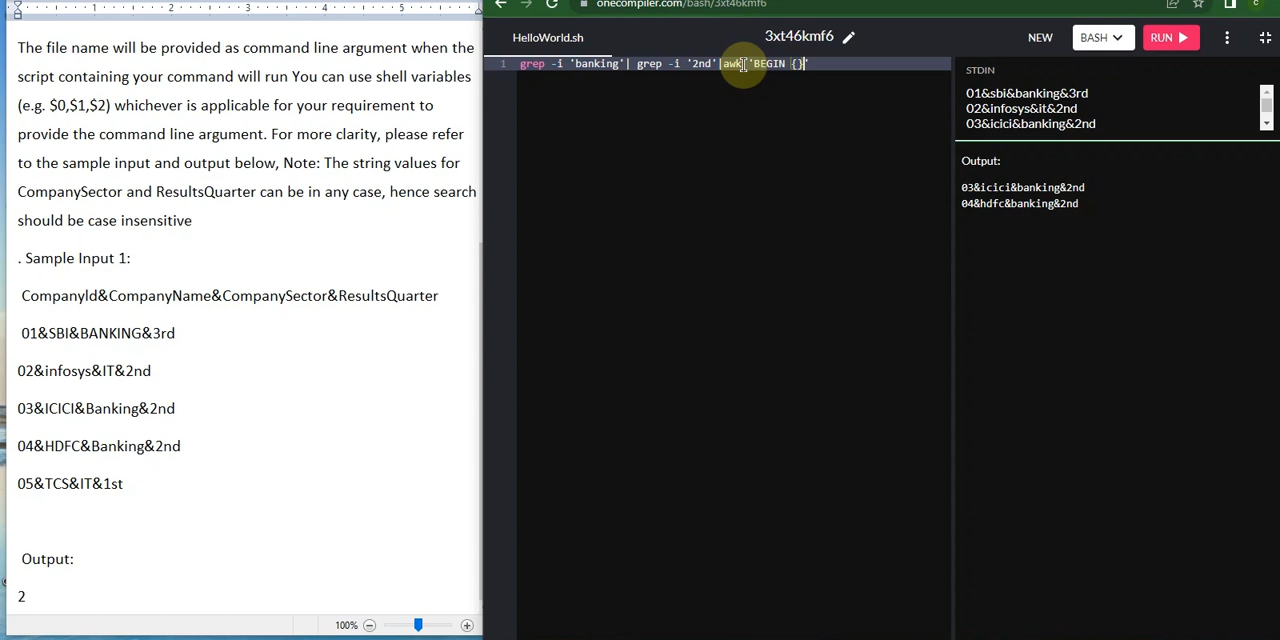 1 2 3 4 5
The file name will be provided as command line argument when the
script containing your command will run You can use shell variables
(e.g. $0,$1,$2) whichever is applicable for your requirement to
provide the command line argument. For more clarity, please refer
to the sample input and output below, Note: The string values for
CompanySector and ResultsQuarter can be in any case, hence search
should be case insensitive
. Sample Input 1:
CompanyId&CompanyName&CompanySector&ResultsQuarter
01&SBI&BANKING&3rd
02&infosys&IT&2nd
03&ICICI&Banking&2nd
04&HDFC&Banking&2nd
05&TCS&IT&1st
Output:
2
100%
onecompiler.com/bash/3xt46kmf6
HelloWorld.sh
3xt46kmf6
NEW
BASH
RUN
1 grep -i 'banking'| grep -i '2nd'|awk 'BEGIN {}'
STDIN
01&sbi&banking&3rd
02&infosys&it&2nd
03&icici&banking&2nd
Output:
03&icici&banking&2nd
04&hdfc&banking&2nd